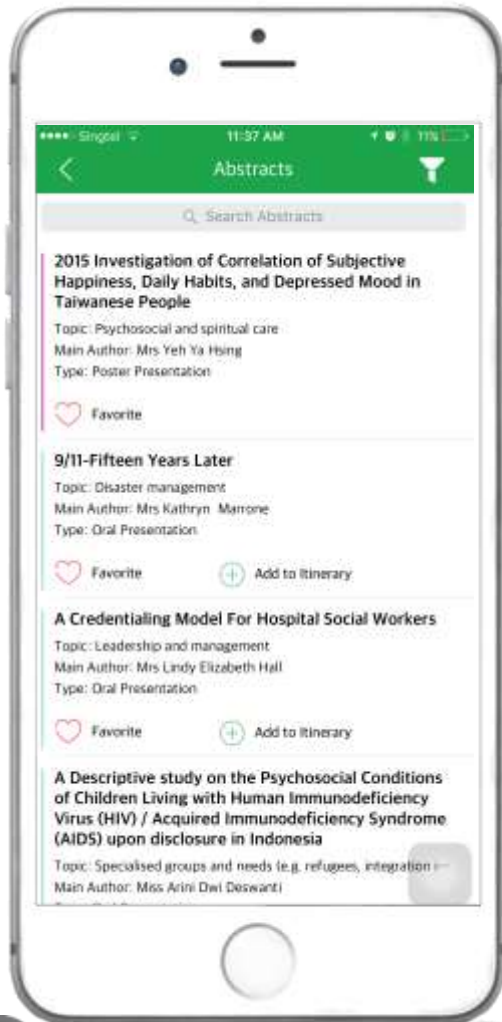 Singtel
11:37 AM
11%
Abstracts
Search Abstracts
2015 Investigation of Correlation of Subjective
Happiness, Daily Habits, and Depressed Mood in
Taiwanese People
Topic: Psychosocial and spiritual care
Main Author: Mrs Yeh Ya Hsing
Type: Poster Presentation
Favorite
9/11-Fifteen Years Later
Topic: Disaster management
Main Author: Mrs Kathryn Marrone
Type: Oral Presentation
Favorite
Add to Itinerary
A Credentialing Model For Hospital Social Workers
Topic: Leadership and management
Main Author: Mrs Lindy Elizabeth Hall
Type: Oral Presentation
Favorite
Add to Itinerary
A Descriptive study on the Psychosocial Conditions
of Children Living with Human Immunodeficiency
Virus (HIV) / Acquired Immunodeficiency Syndrome
(AIDS) upon disclosure in Indonesia
Topic: Specialised groups and needs (e.g. refugees, integration
Main Author: Miss Arini Dwi Deswanti